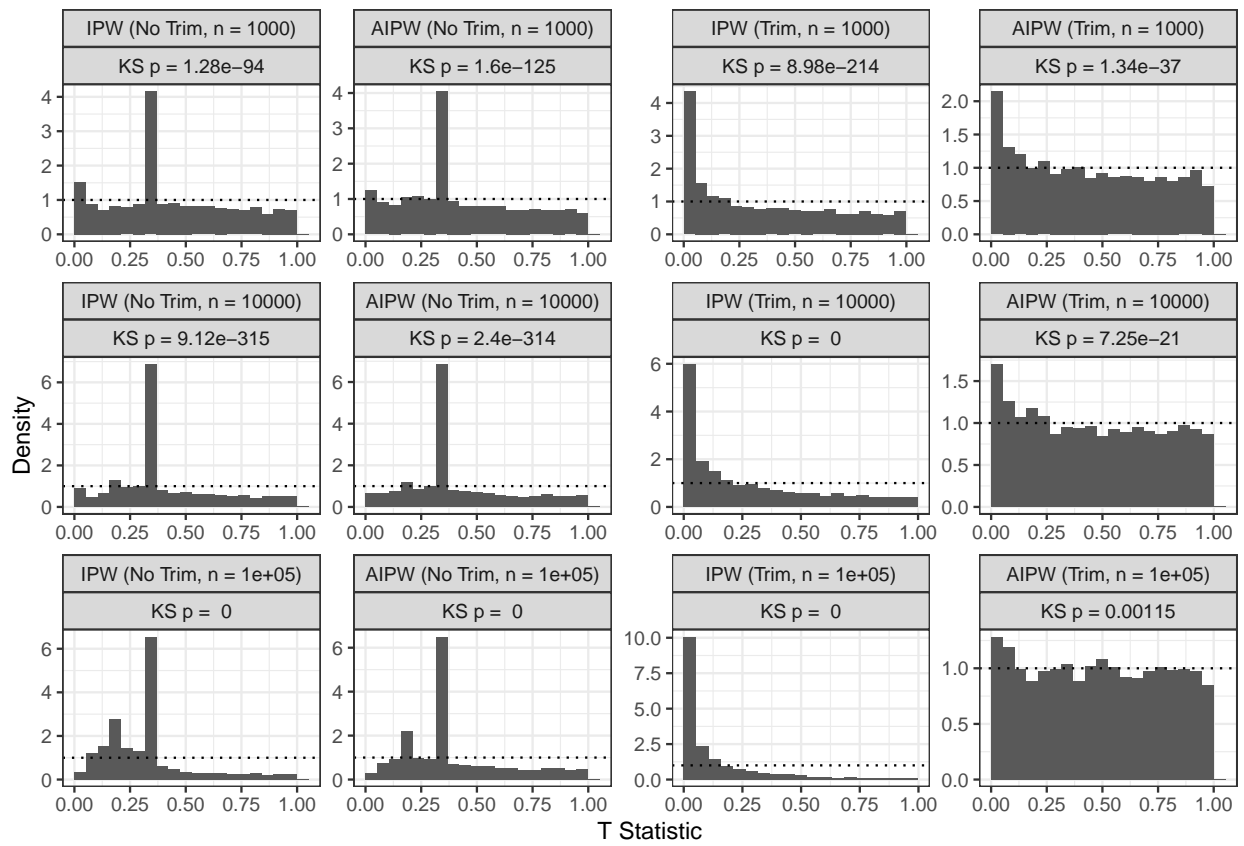 IPW (No Trim, n = 1000)
KS p = 1.28e−94
4
3
2
1
0
0.00 0.25 0.50 0.75 1.00
AIPW (No Trim, n = 1000)
KS p = 1.6e−125
4
3
2
1
0
0.00 0.25 0.50 0.75 1.00
IPW (Trim, n = 1000)
KS p = 8.98e−214
4
3
2
1
0
0.00 0.25 0.50 0.75 1.00
AIPW (Trim, n = 1000)
KS p = 1.34e−37
2.0
1.5
1.0
0.5
0.0
0.00 0.25 0.50 0.75 1.00
Density
IPW (No Trim, n = 10000)
KS p = 9.12e−315
6
4
2
0
0.00 0.25 0.50 0.75 1.00
AIPW (No Trim, n = 10000)
KS p = 2.4e−314
6
4
2
0
0.00 0.25 0.50 0.75 1.00
IPW (Trim, n = 10000)
KS p =  0
6
4
2
0
0.00 0.25 0.50 0.75 1.00
AIPW (Trim, n = 10000)
KS p = 7.25e−21
1.5
1.0
0.5
0.0
0.00 0.25 0.50 0.75 1.00
IPW (No Trim, n = 1e+05)
KS p =  0
6
4
2
0
0.00 0.25 0.50 0.75 1.00
AIPW (No Trim, n = 1e+05)
KS p =  0
6
4
2
0
0.00 0.25 0.50 0.75 1.00
IPW (Trim, n = 1e+05)
KS p =  0
10.0
7.5
5.0
2.5
0.0
0.00 0.25 0.50 0.75 1.00
AIPW (Trim, n = 1e+05)
KS p = 0.00115
1.0
0.5
0.0
0.00 0.25 0.50 0.75 1.00
T Statistic